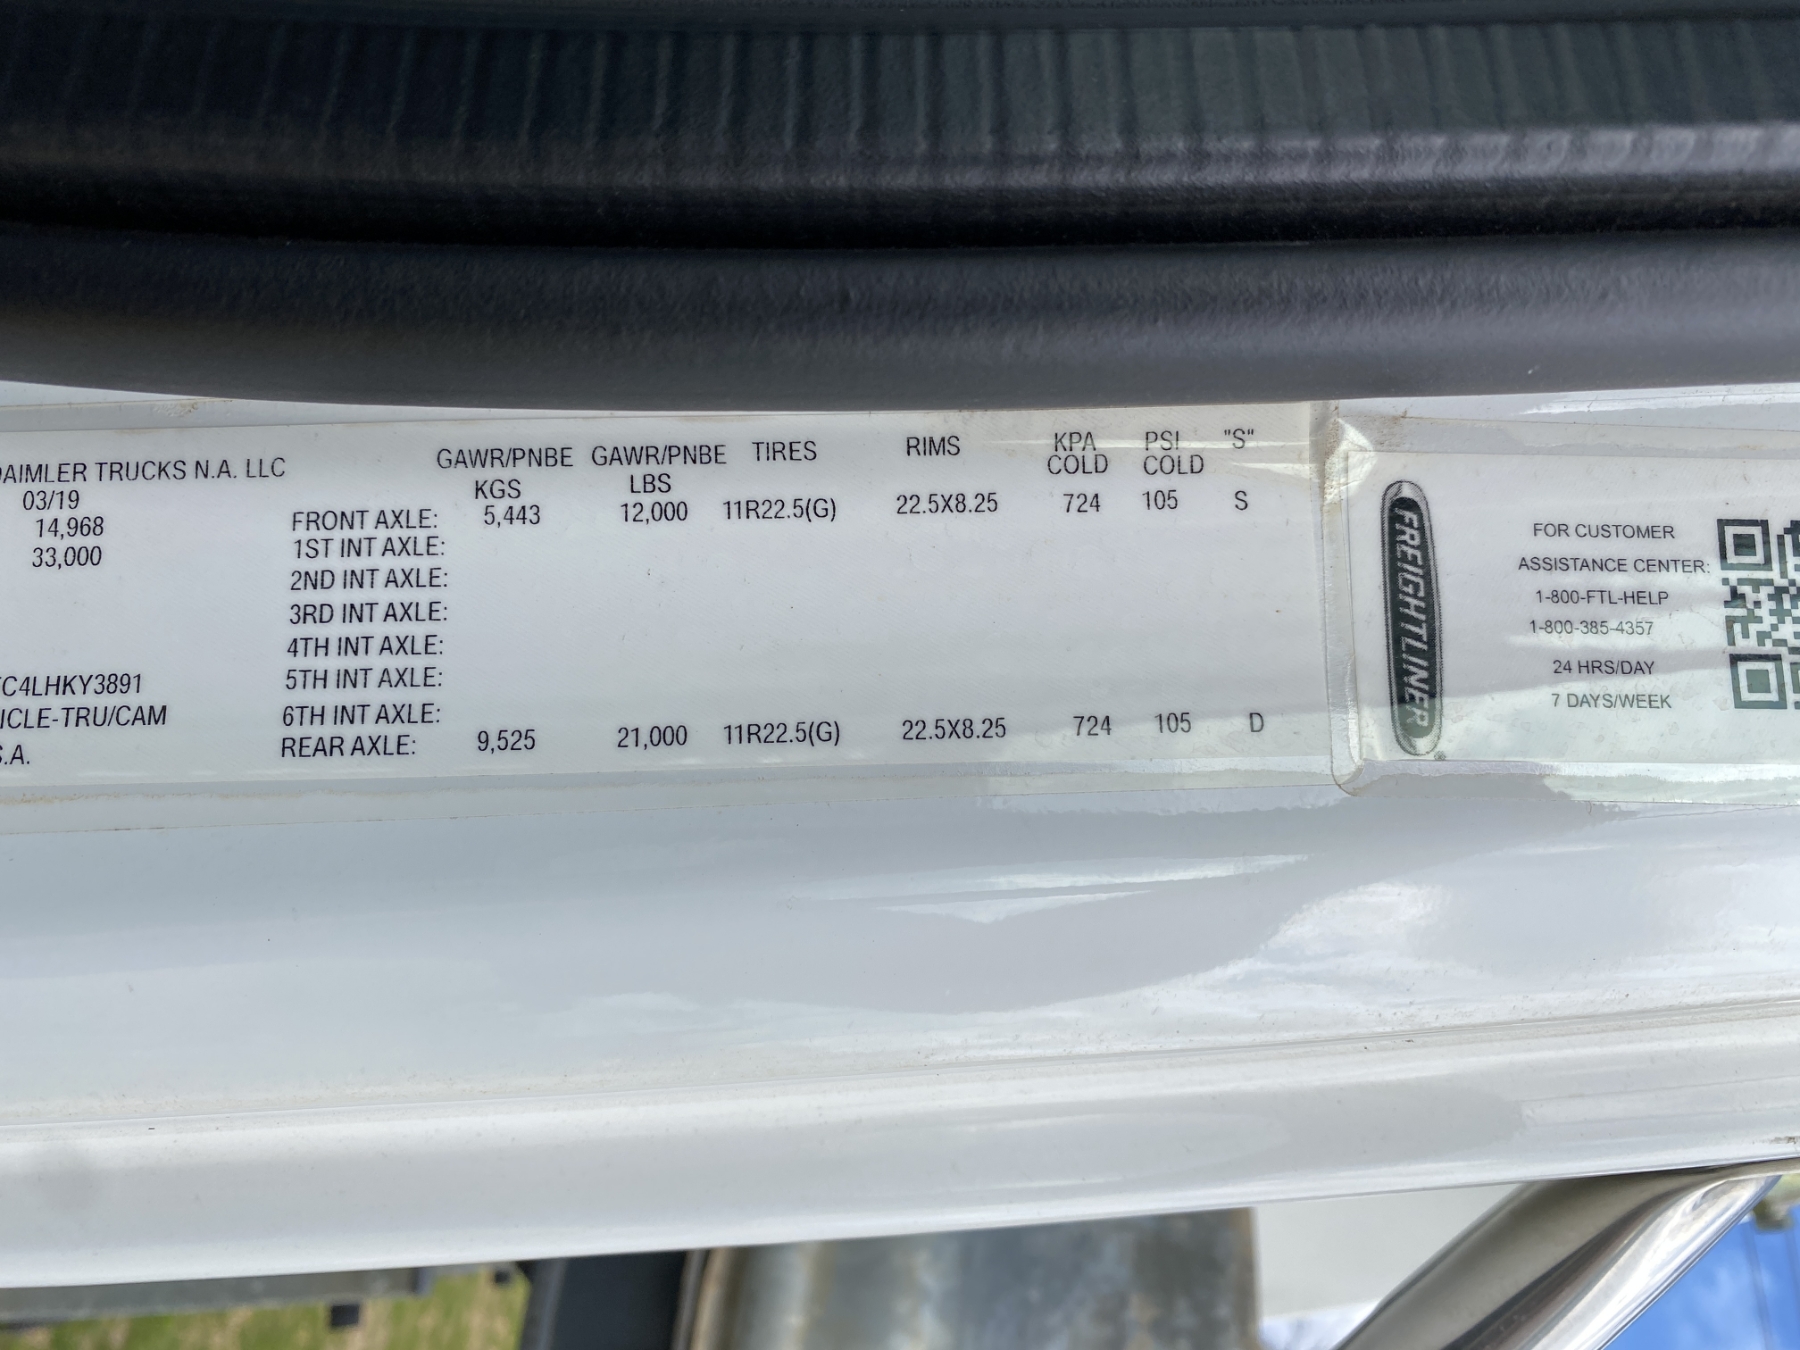 DAIMLER TRUCKS N.A. LLC
03/19
14,968
33,000
C4LHKY3891
ICLE-TRU/CAM
S.A.
GAWR/PNBE GAWR/PNBE TIRES RIMS KPA PSI "S"
KGS LBS COLD COLD
FRONT AXLE: 5,443 12,000 11R22.5(G) 22.5X8.25 724 105 S
1ST INT AXLE:
2ND INT AXLE:
3RD INT AXLE:
4TH INT AXLE:
5TH INT AXLE:
6TH INT AXLE:
REAR AXLE: 9,525 21,000 11R22.5(G) 22.5X8.25 724 105 D
FREIGHTLINER
FOR CUSTOMER
ASSISTANCE CENTER:
1-800-FTL-HELP
1-800-385-4357
24 HRS/DAY
7 DAYS/WEEK